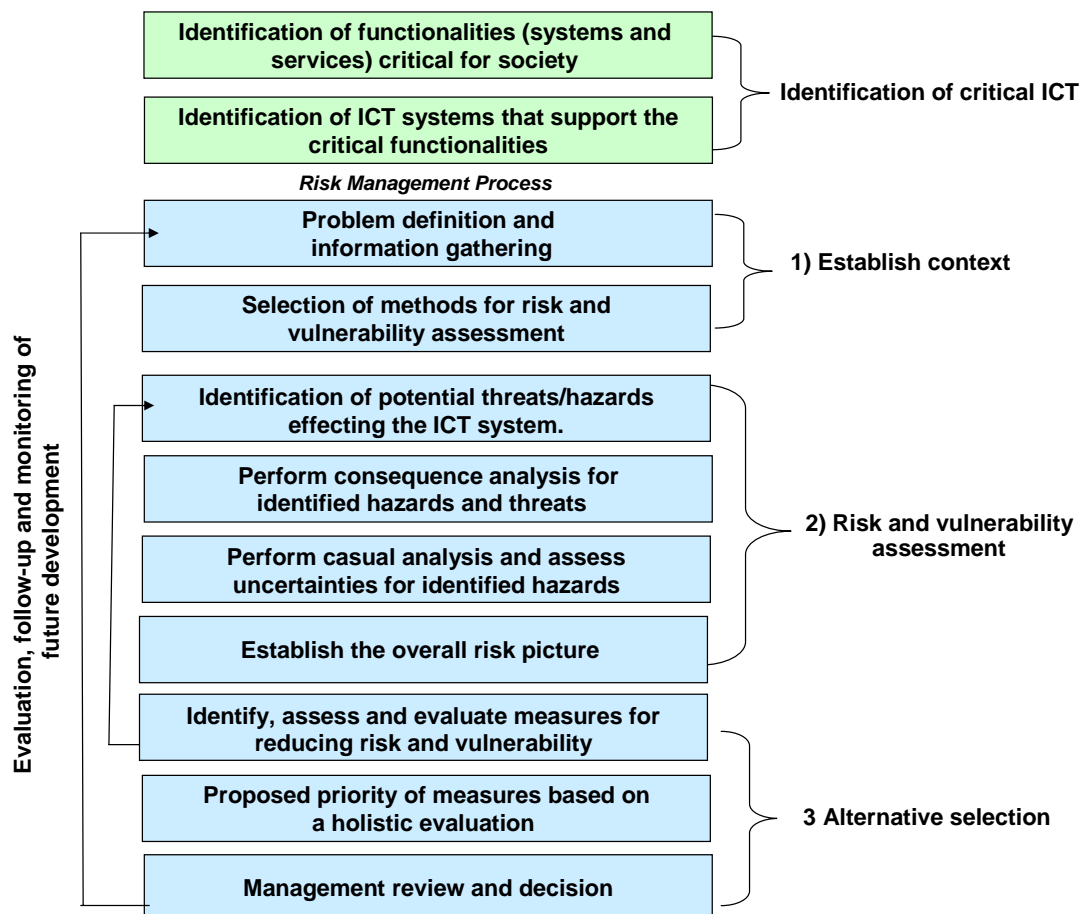 Identification of functionalities (systems and
services) critical for society
Identification of critical ICT
Identification of ICT systems that support the
critical functionalities
Risk Management Process
Problem definition and
information gathering
1) Establish context
Selection of methods for risk and
vulnerability assessment
Identification of potential threats/hazards
effecting the ICT system.
Perform consequence analysis for
identified hazards and threats
2) Risk and vulnerability
assessment
Perform casual analysis and assess
uncertainties for identified hazards
Establish the overall risk picture
Identify, assess and evaluate measures for
reducing risk and vulnerability
Proposed priority of measures based on
a holistic evaluation
3 Alternative selection
Management review and decision
Evaluation, follow-up and monitoring of
future development